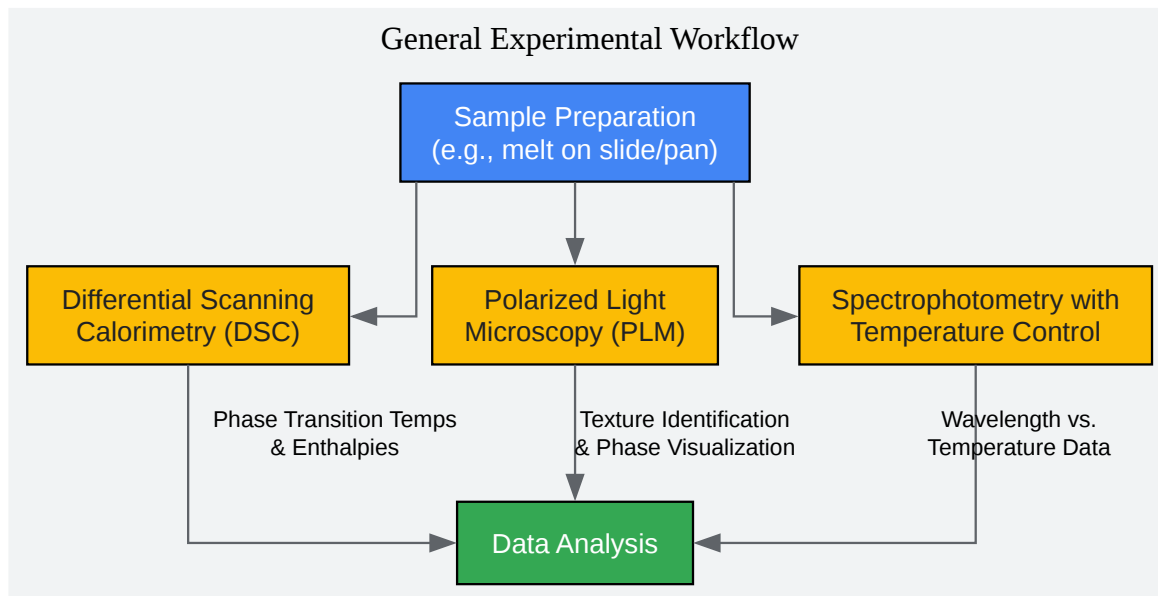 General Experimental Workflow
Sample Preparation
(e.g., melt on slide/pan)
Differential Scanning
Calorimetry (DSC)
Polarized Light
Microscopy (PLM)
Spectrophotometry with
Temperature Control
Phase Transition Temps
& Enthalpies
Texture Identification
& Phase Visualization
Wavelength vs.
Temperature Data
Data Analysis